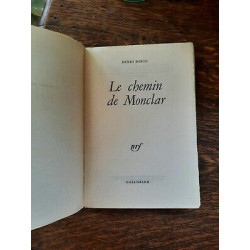 HENRI BOSCO
Le chemin
de Monclar
nrf
GALLIMARD